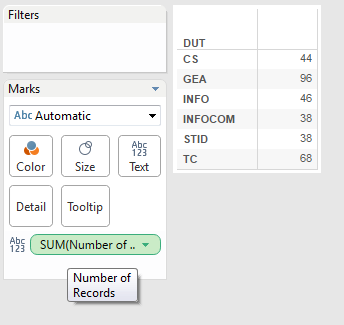 Filters
Marks
Abc Automatic
Color
Size
Abc
123
Text
Detail
Tooltip
Abc
123
SUM(Number of ..
Number of
Records
DUT
CS 44
GEA 96
INFO 46
INFOCOM 38
STID 38
TC 68